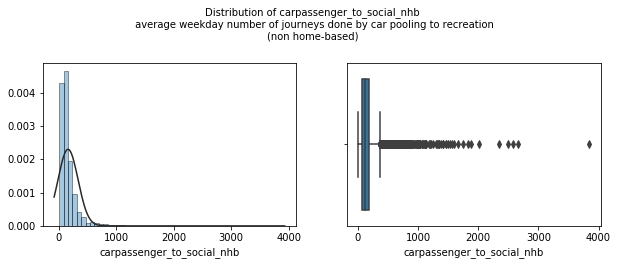 Distribution of carpassenger_to_social_nhb
average weekday number of journeys done by car pooling to recreation
(non home-based)
0.004
0.003
0.002
0.001
0.000
0 1000 2000 3000 4000
carpassenger_to_social_nhb
0 1000 2000 3000 4000
carpassenger_to_social_nhb